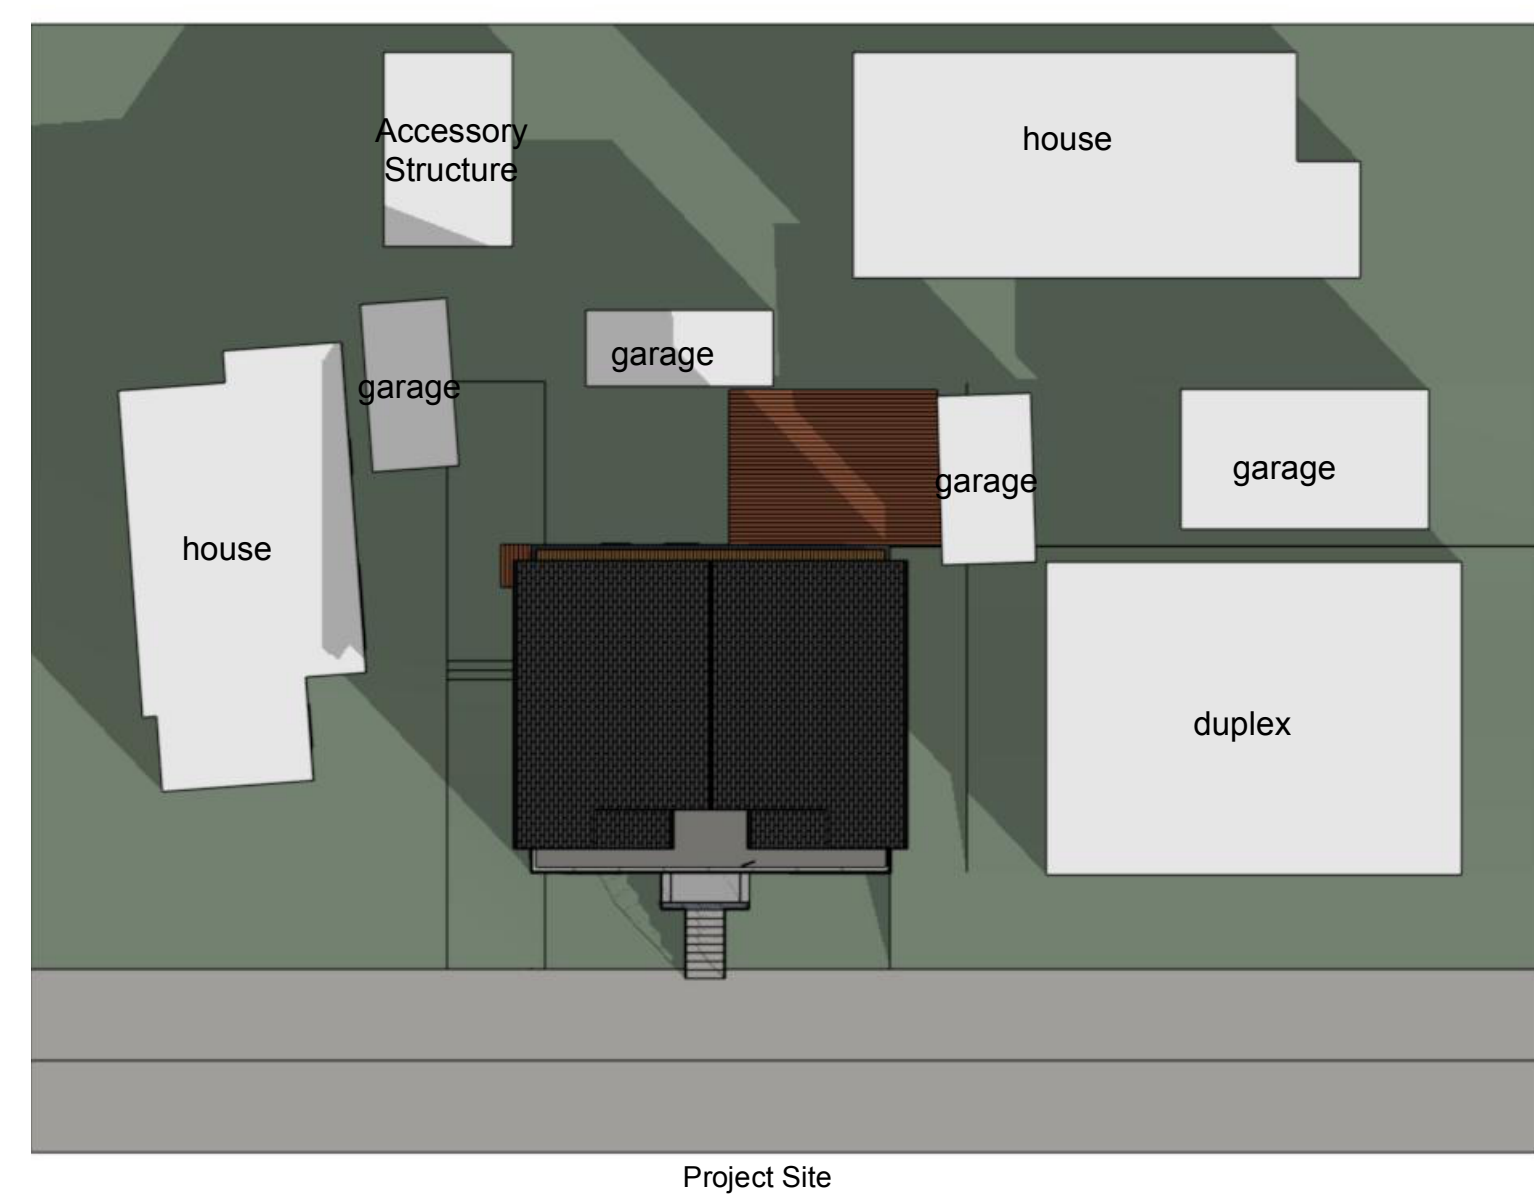 Accessory
Structure
house
garage
garage
garage
garage
house
duplex
Project Site